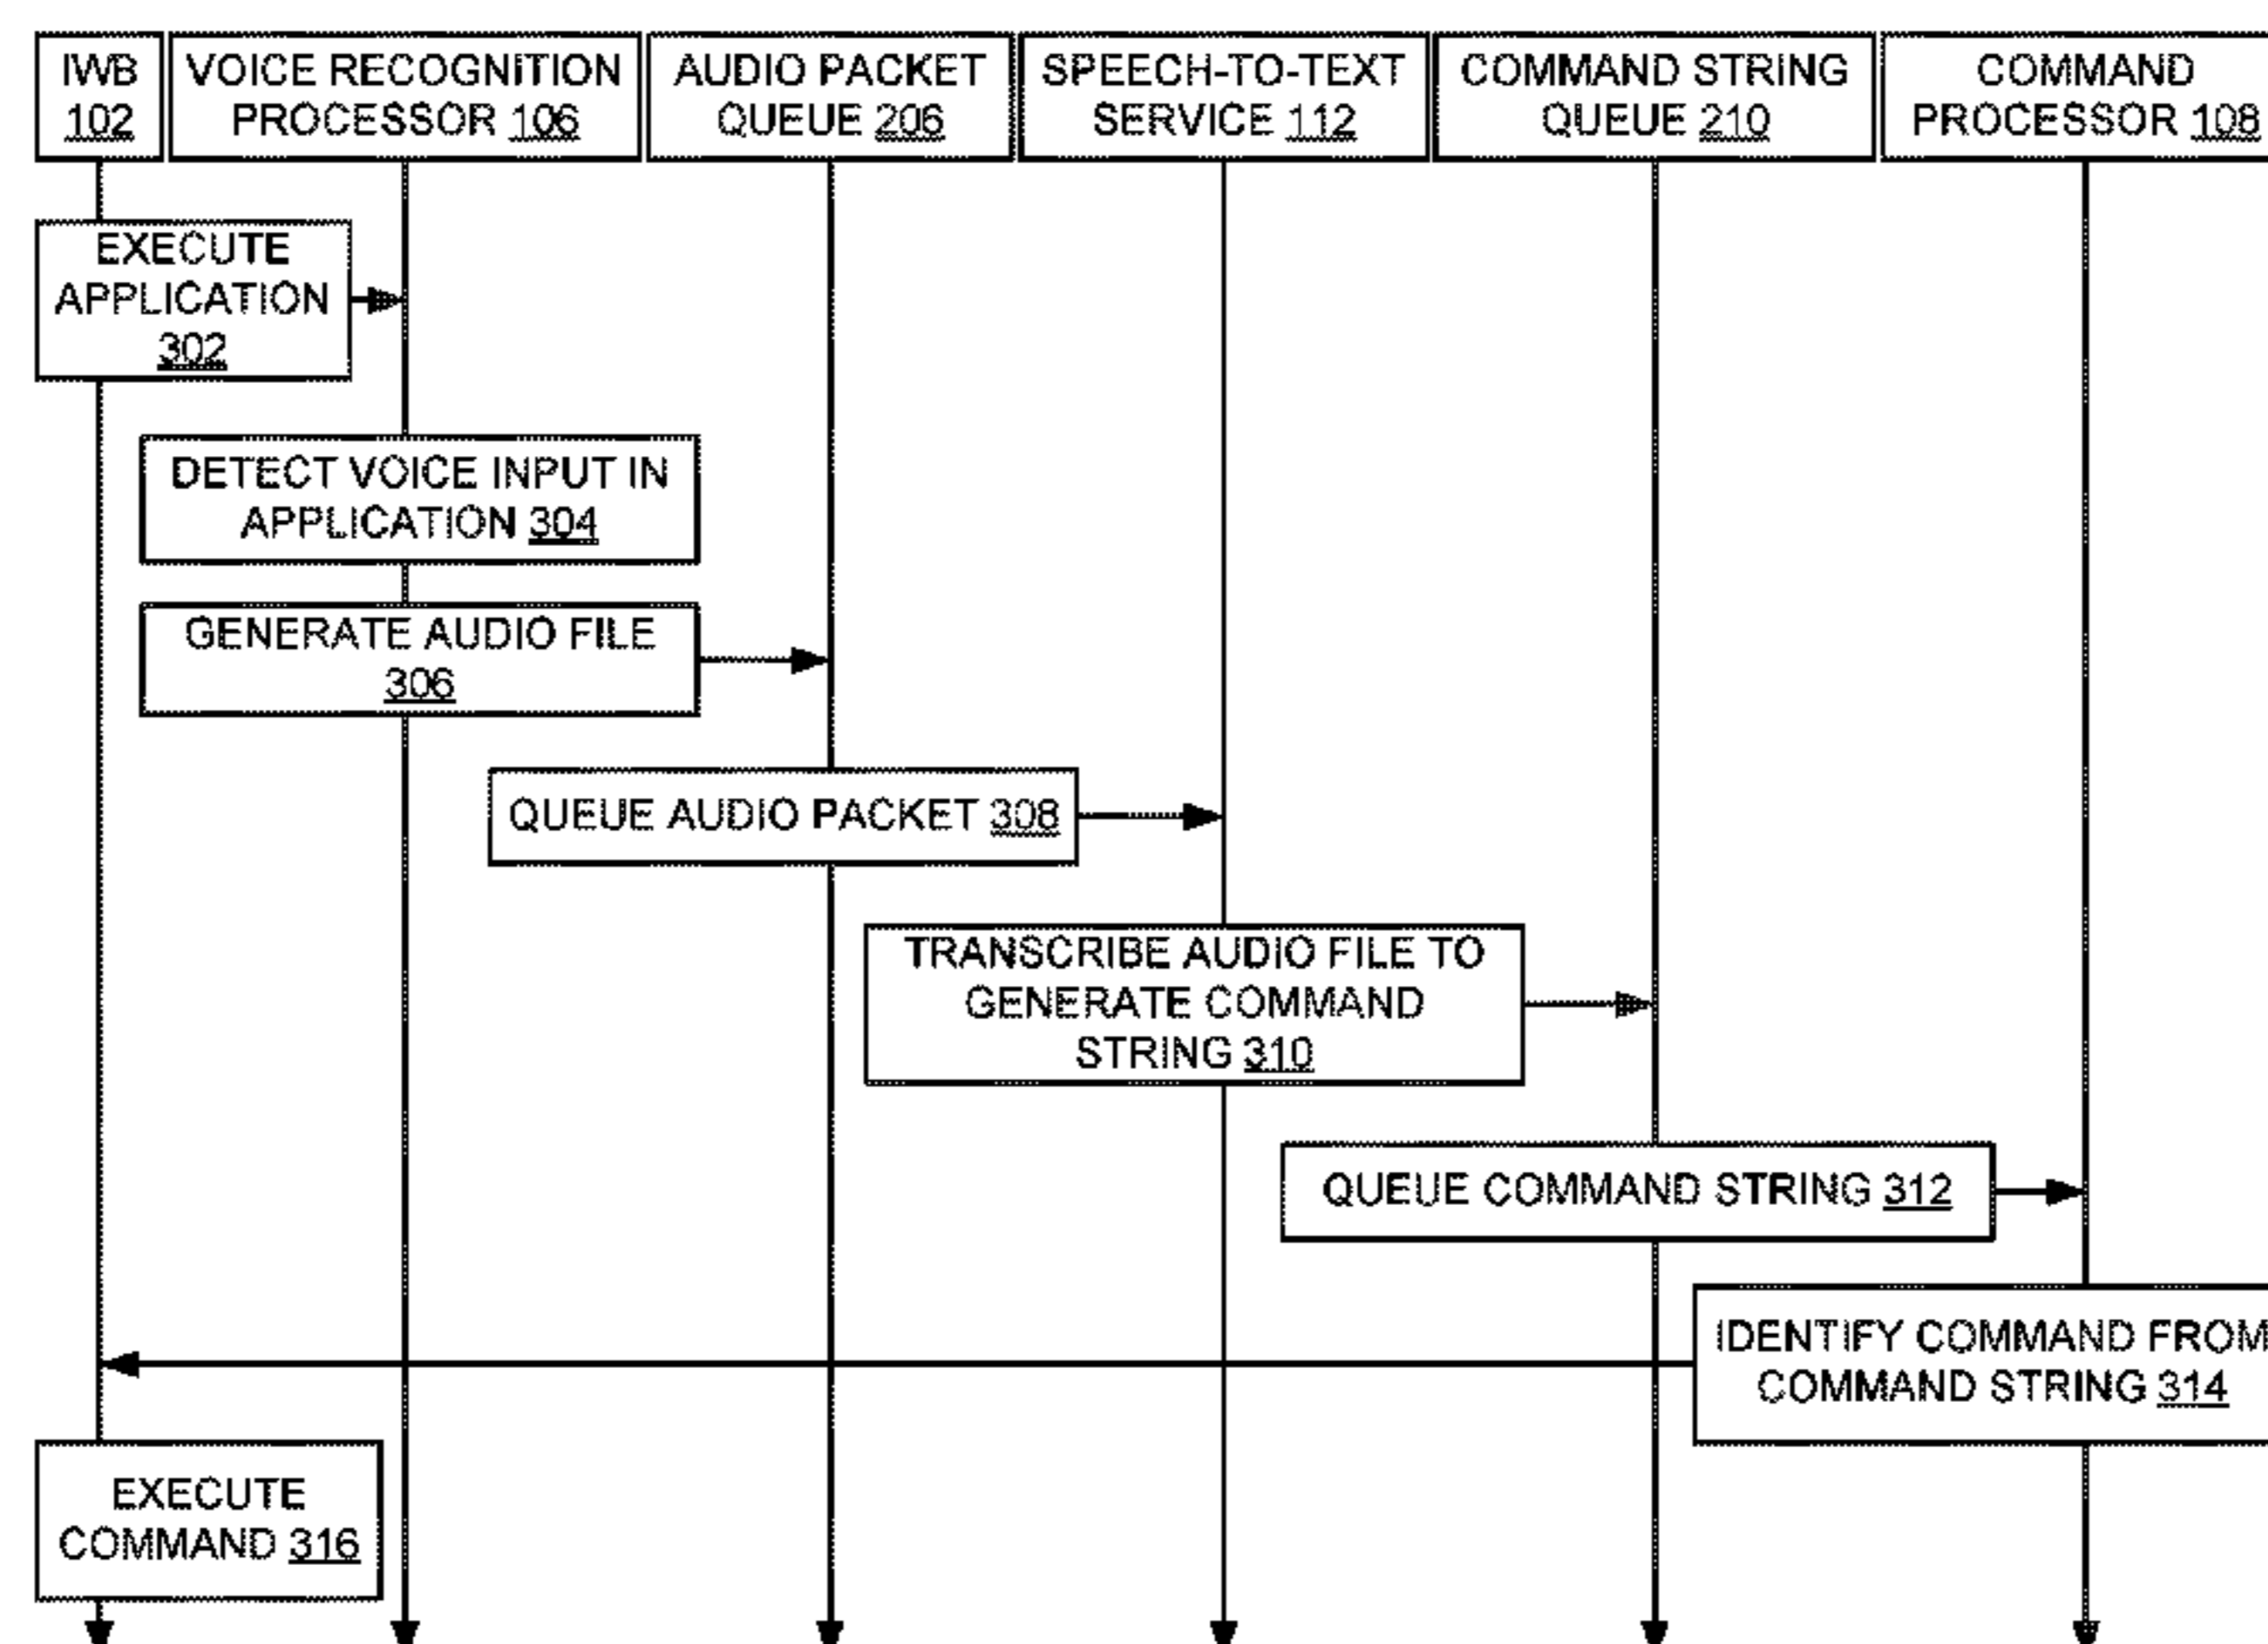 IWB
102
VOICE RECOGNITION
PROCESSOR 106
AUDIO PACKET
QUEUE 206
SPEECH-TO-TEXT
SERVICE 112
COMMAND STRING
QUEUE 210
COMMAND
PROCESSOR 108
EXECUTE
APPLICATION
302
DETECT VOICE INPUT IN
APPLICATION 304
GENERATE AUDIO FILE
306
QUEUE AUDIO PACKET 308
TRANSCRIBE AUDIO FILE TO
GENERATE COMMAND
STRING 310
QUEUE COMMAND STRING 312
IDENTIFY COMMAND FROM
COMMAND STRING 314
EXECUTE
COMMAND 316